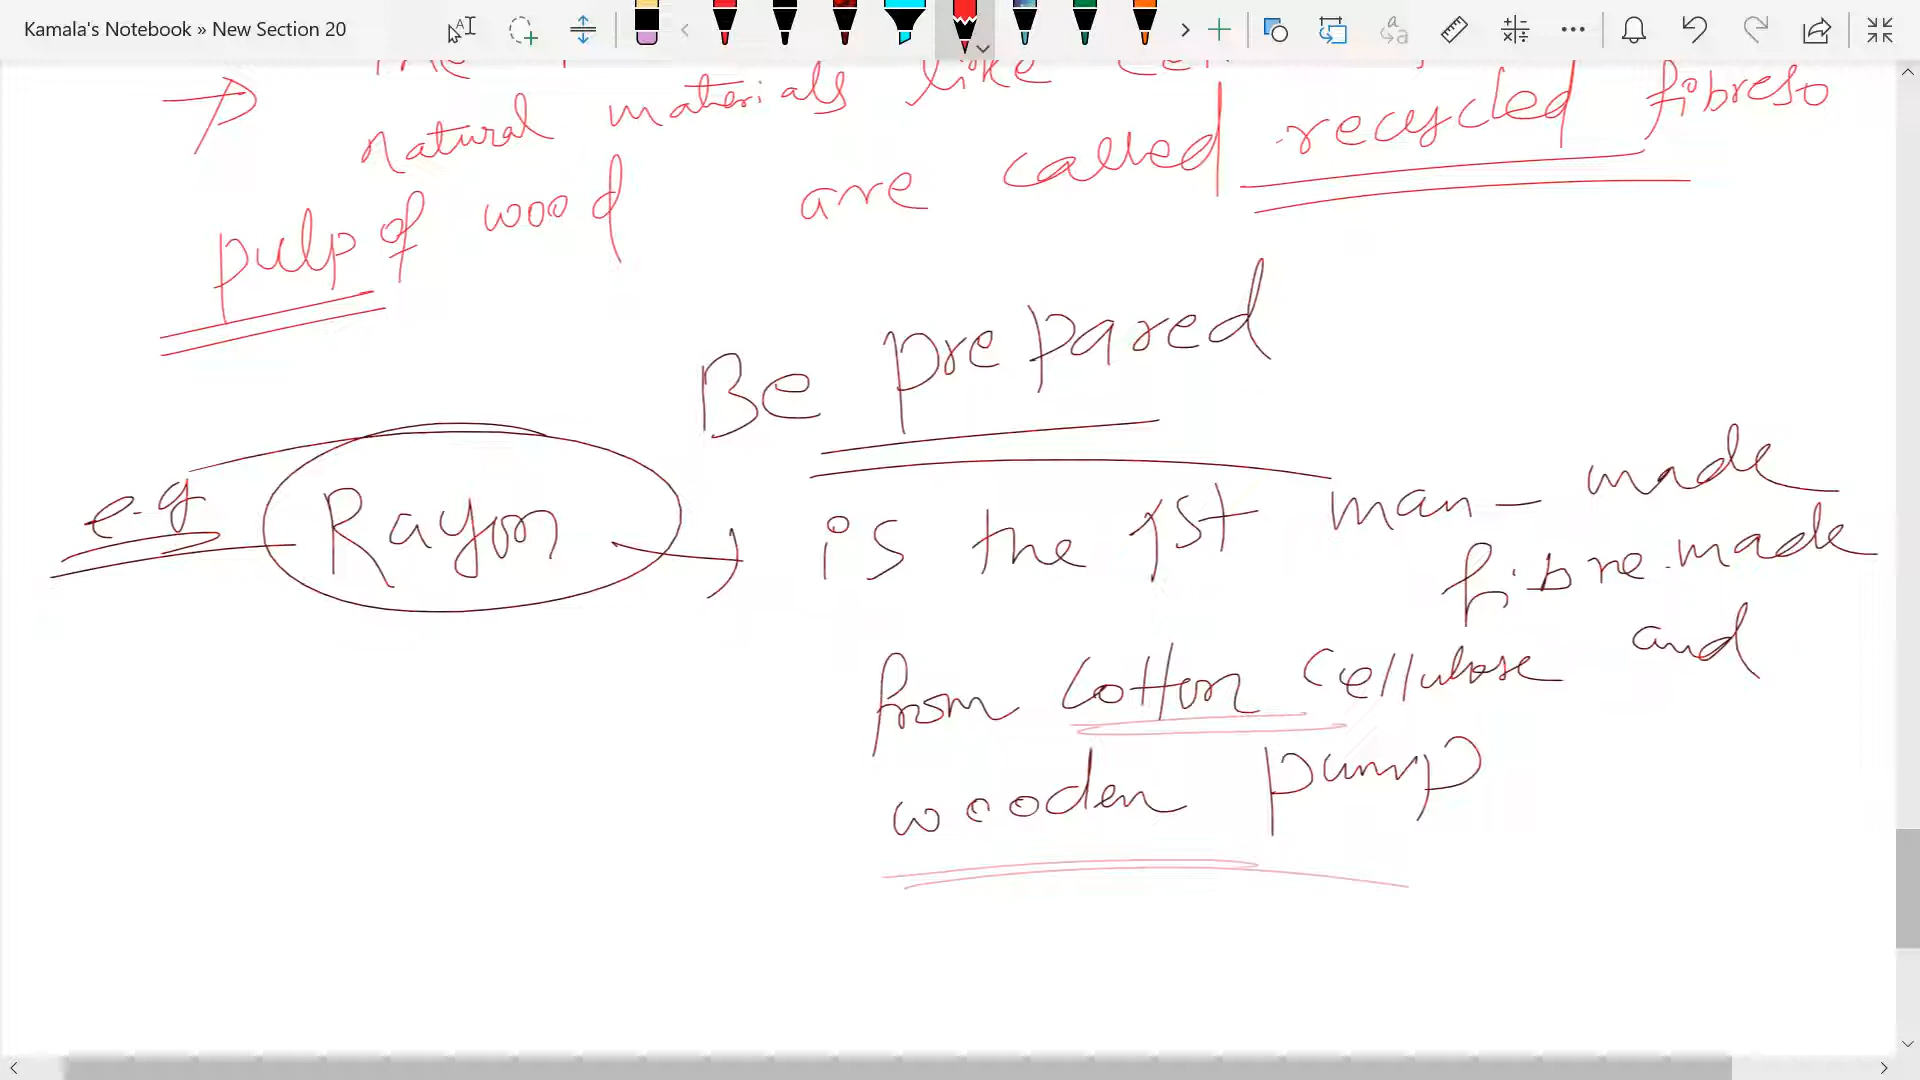 Kamala's Notebook » New Section 20
natural materials like
pulp of wood are called recycled fibreso
Be prepared
e.g Rayon is the 1st man-made
fibre.made
from cotton cellulose and
wooden pump